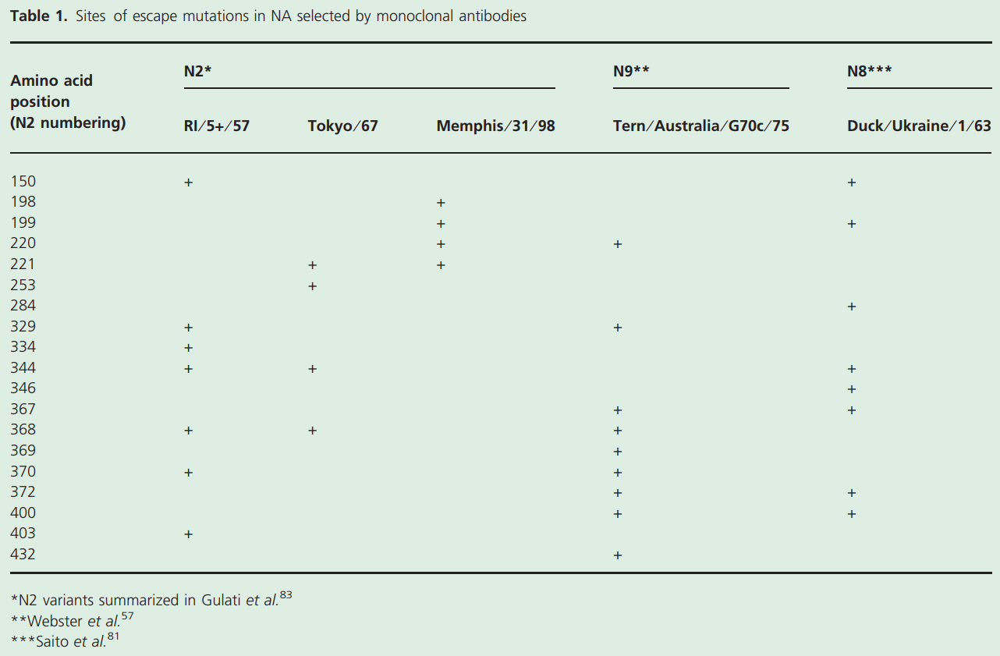 Table 1. Sites of escape mutations in NA selected by monoclonal antibodies
Amino acid
position
(N2 numbering)
N2* N9** N8***
RI/5+/57 Tokyo/67 Memphis/31/98 Tern/Australia/G70c/75 Duck/Ukraine/1/63
150 + +
198 +
199 + +
220 + +
221 + +
253 +
284 +
329 + +
334 +
344 + + +
346 +
367 + +
368 + + +
369 +
370 + +
372 + +
400 + +
403 +
432 +
*N2 variants summarized in Gulati et al.83
**Webster et al.57
***Saito et al.81